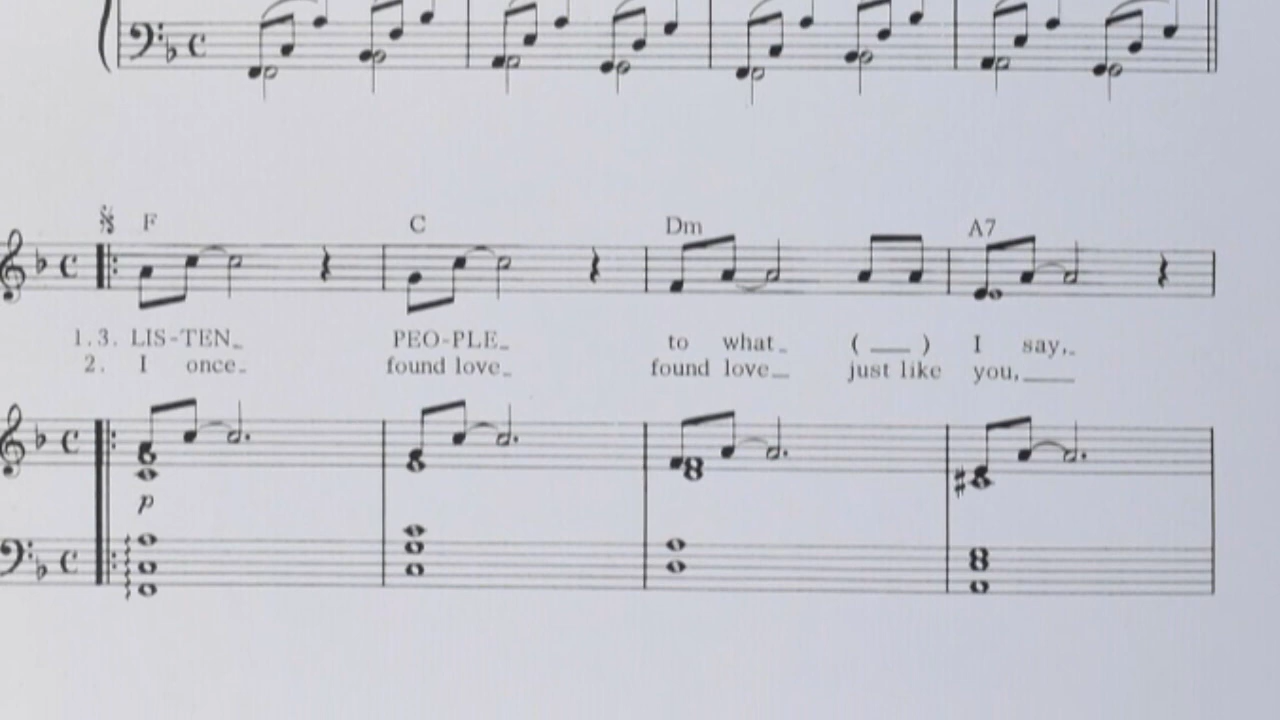 F C Dm A7
1.3. LIS-TEN_ PEO-PLE_ to what_ ( __ ) I say,_
2. I once_ found love_ found love__ just like you,___
p